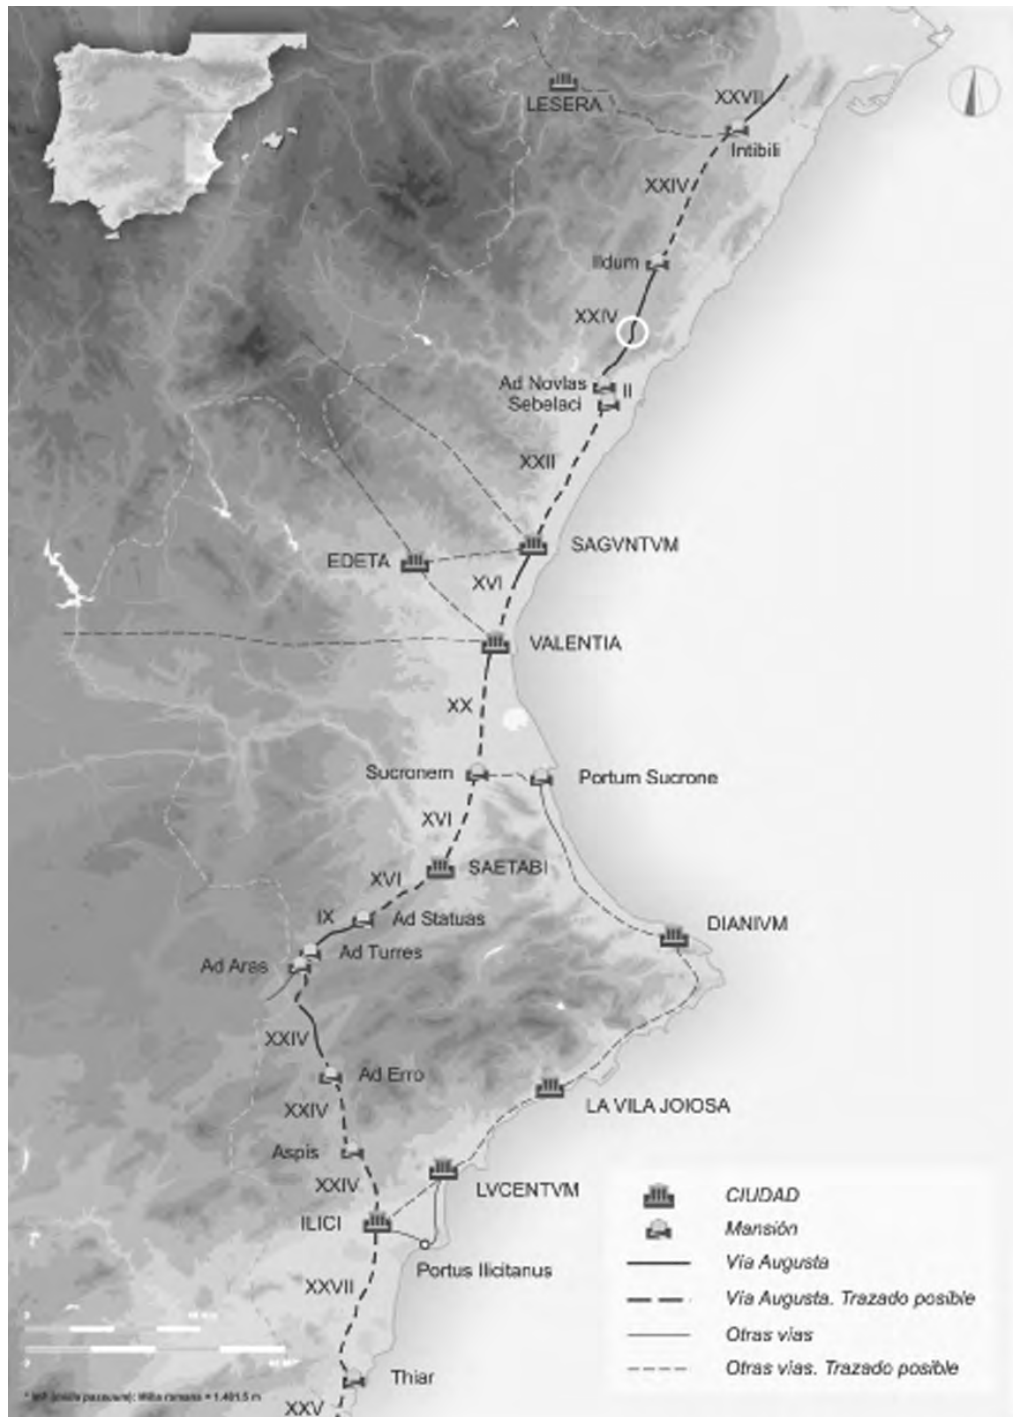 LESERA
XXVII
Intibili
XXIV
Ildum
XXIV
Ad Novlas
II
Sebelaci
XXII
SAGVNTVM
EDETA
XVI
VALENTIA
XX
Sucronem
Portum Sucrone
XVI
SAETABI
XVI
IX
Ad Statuas
DIANIVM
Ad Turres
Ad Aras
XXIV
Ad Erro
XXIV
LA VILA JOIOSA
Aspis
XXIV
LVCENTVM
ILICI
Portus Ilicitanus
XXVII
Thiar
XXV
CIUDAD
Mansión
Vía Augusta
Vía Augusta. Trazado posible
Otras vías
Otras vías. Trazado posible